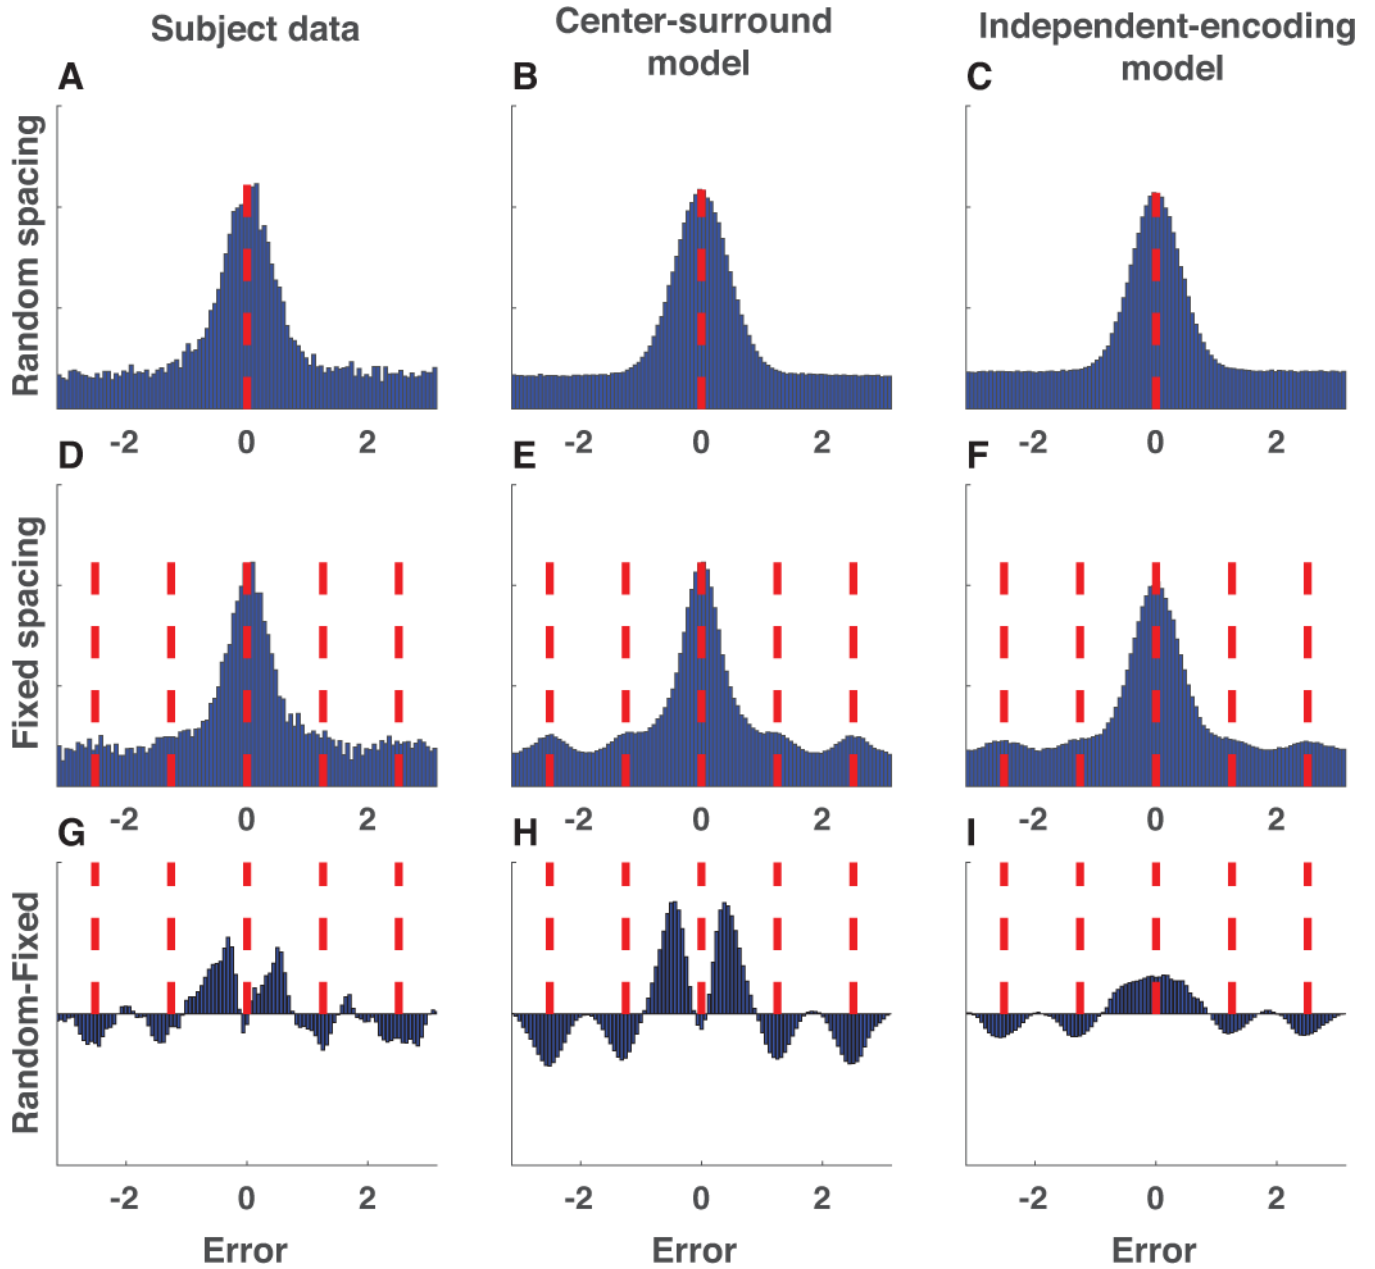 Subject data
Center-surround
model
Independent-encoding
model
A
B
C
Random spacing
-2 0 2
-2 0 2
-2 0 2
D
E
F
Fixed spacing
-2 0 2
-2 0 2
-2 0 2
G
H
I
Random-Fixed
-2 0 2
-2 0 2
-2 0 2
Error
Error
Error